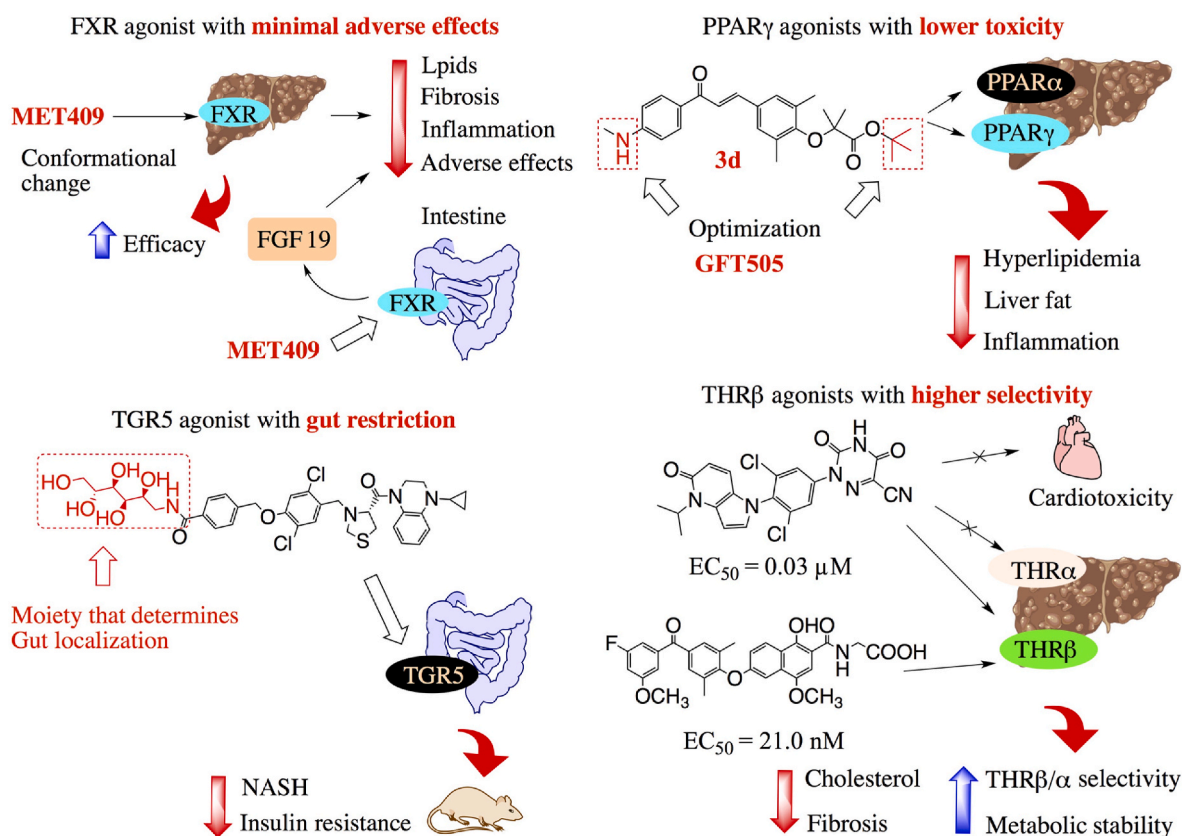 FXR agonist with minimal adverse effects
MET409
FXR
Conformational
change
Efficacy
Lpids
Fibrosis
Inflammation
Adverse effects
FGF 19
Intestine
FXR
MET409
PPARγ agonists with lower toxicity
O
N
H
3d
O
O
O
PPARα
PPARγ
Optimization
GFT505
Hyperlipidemia
Liver fat
Inflammation
TGR5 agonist with gut restriction
HO
OH
OH
H
N
HO
HO
O
O
Cl
Cl
N
S
O
N
N
Moiety that determines
Gut localization
TGR5
NASH
Insulin resistance
THRβ agonists with higher selectivity
O
N
Cl
N
Cl
O
H
N
O
N
N
CN
EC50 = 0.03 μM
Cardiotoxicity
THRα
THRβ
F
O
OCH3
O
OH
O
N
H
COOH
OCH3
EC50 = 21.0 nM
Cholesterol
Fibrosis
THRβ/α selectivity
Metabolic stability